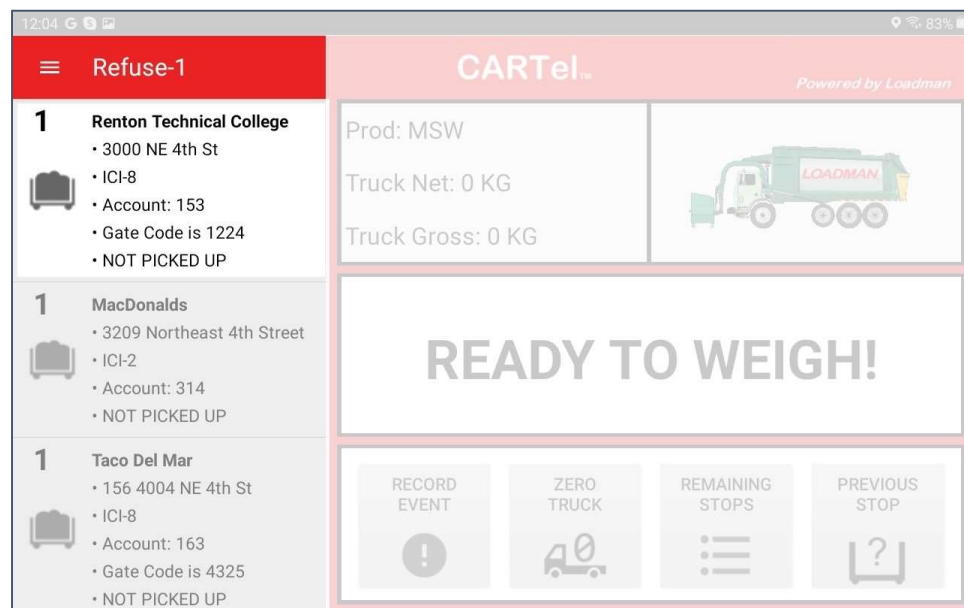 12:04 G S
83%
Refuse-1
1
Renton Technical College
• 3000 NE 4th St
• ICI-8
• Account: 153
• Gate Code is 1224
• NOT PICKED UP
1
MacDonalds
• 3209 Northeast 4th Street
• ICI-2
• Account: 314
• NOT PICKED UP
1
Taco Del Mar
• 156 4004 NE 4th St
• ICI-8
• Account: 163
• Gate Code is 4325
• NOT PICKED UP
CARTel™
Powered by Loadman
Prod: MSW
Truck Net: 0 KG
Truck Gross: 0 KG
LOADMAN
READY TO WEIGH!
RECORD
EVENT
!
ZERO
TRUCK
0
REMAINING
STOPS
PREVIOUS
STOP
?